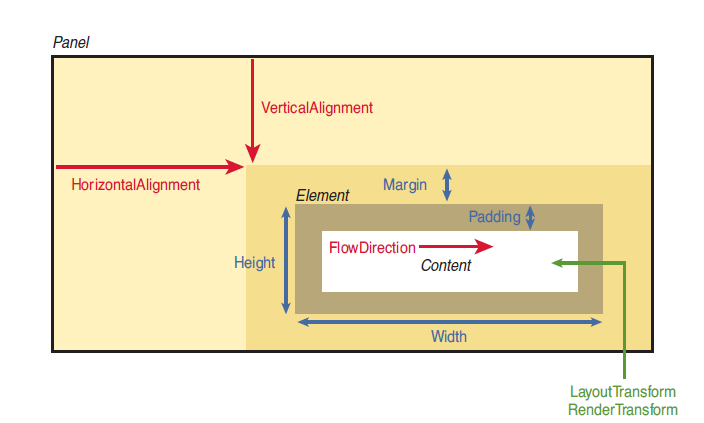 Panel
VerticalAlignment
HorizontalAlignment
Margin
Element
Padding
FlowDirection
Height
Content
Width
LayoutTransform
RenderTransform